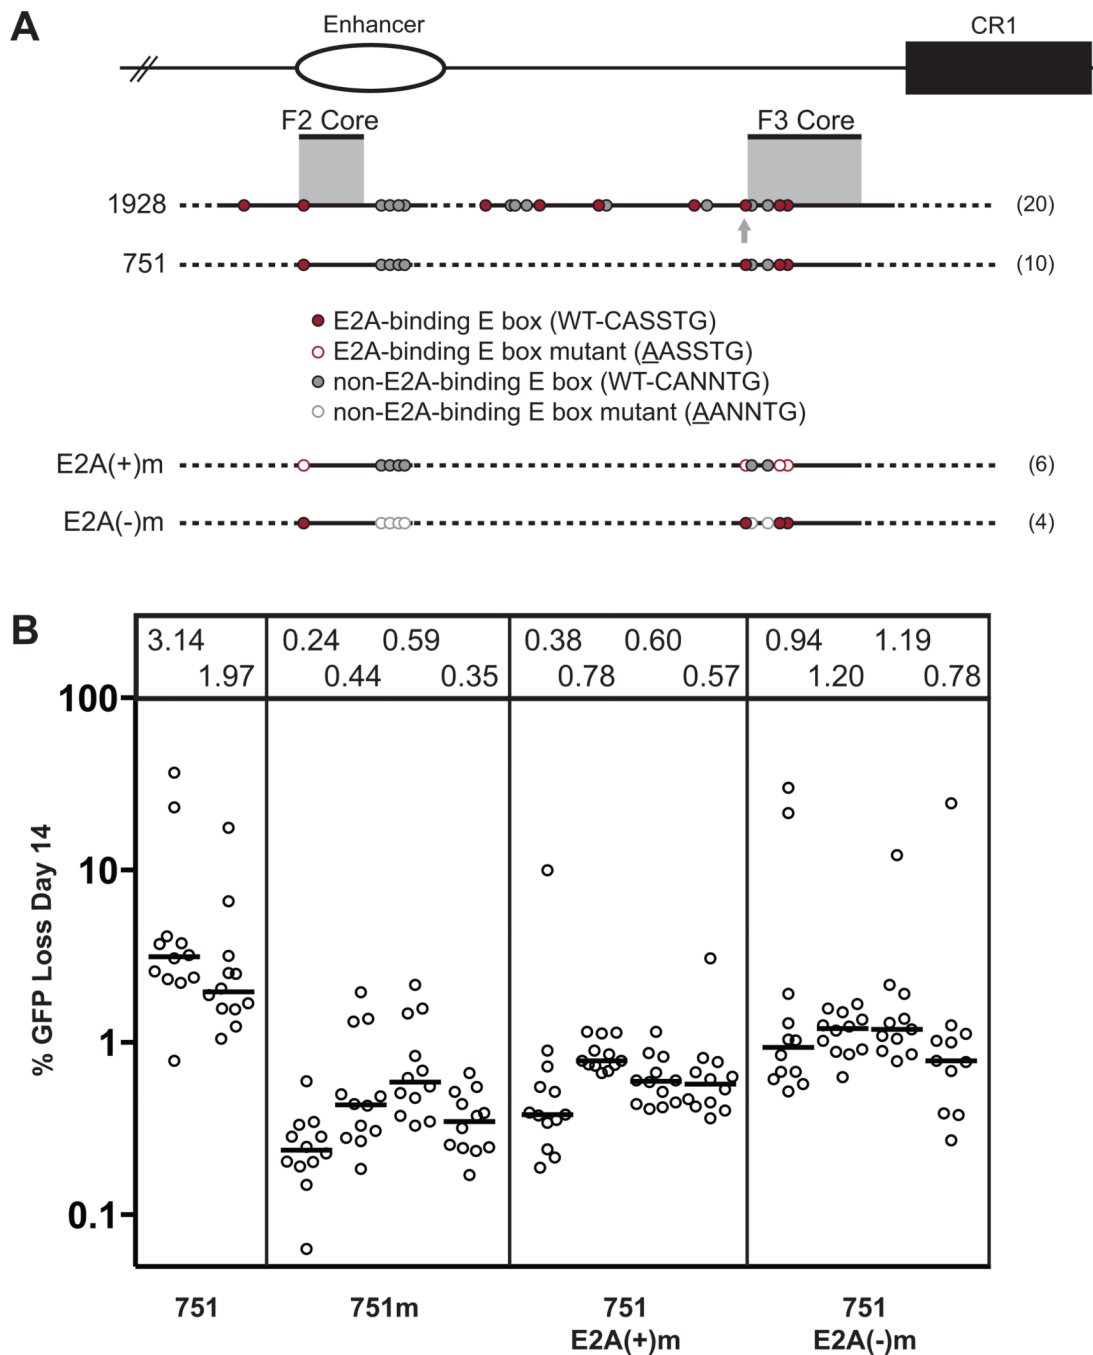 A
Enhancer
CR1
F2 Core
F3 Core
1928
(20)
751
(10)
E2A-binding E box (WT-CASSTG)
E2A-binding E box mutant (AASSTG)
non-E2A-binding E box (WT-CANNTG)
non-E2A-binding E box mutant (AANNTG)
E2A(+)m
(6)
E2A(-)m
(4)
B
3.14 0.24 0.59 0.38 0.60 0.94 1.19
1.97 0.44 0.35 0.78 0.57 1.20 0.78
100
10
1
0.1
% GFP Loss Day 14
751 751m 751 751
E2A(+)m E2A(-)m